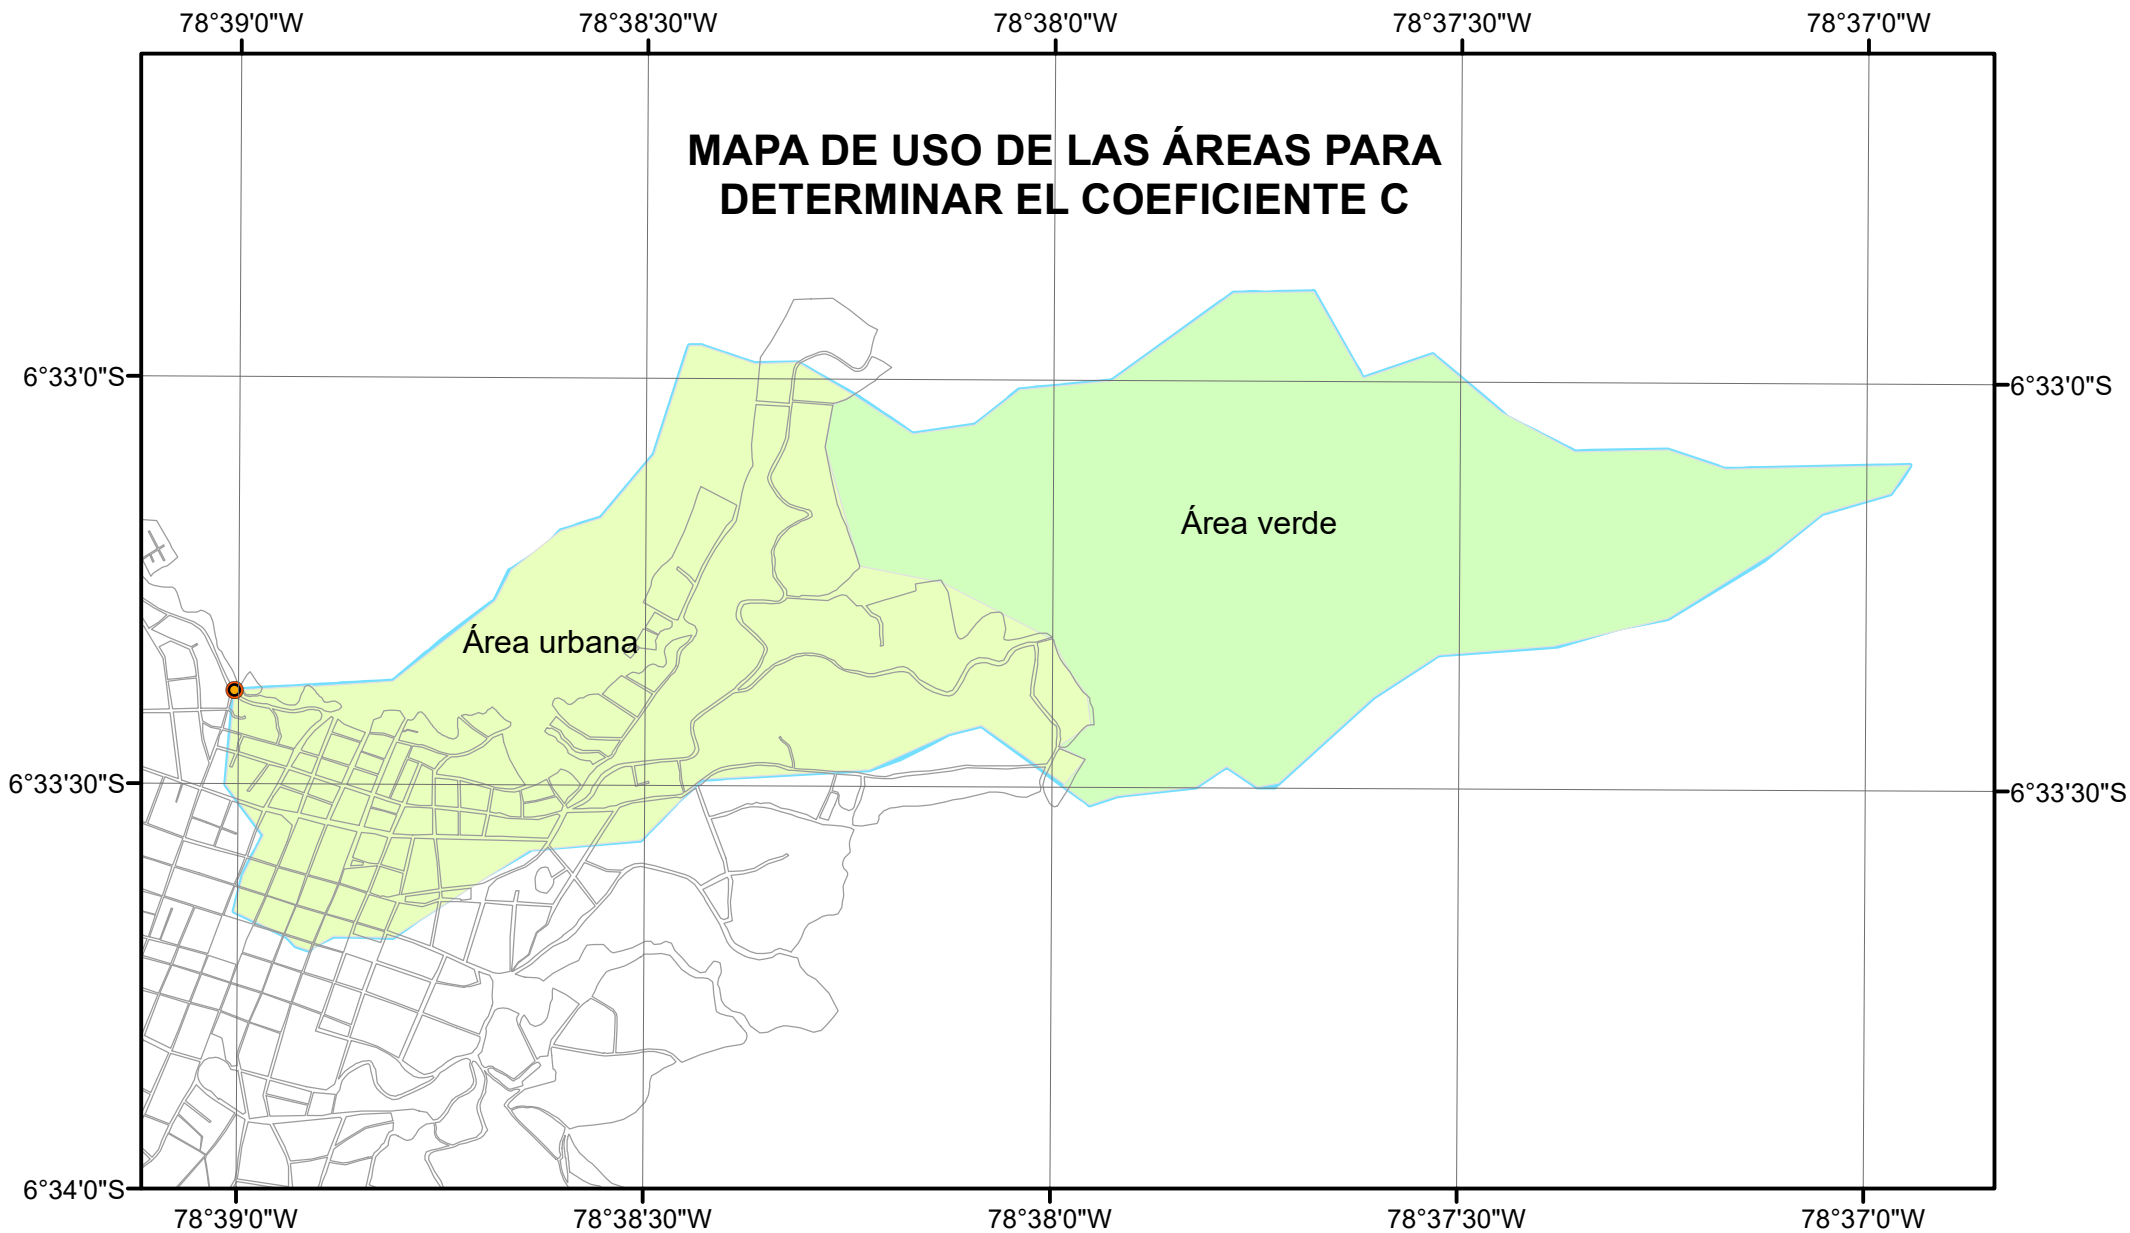 78°39'0"W 78°38'30"W 78°38'0"W 78°37'30"W 78°37'0"W
MAPA DE USO DE LAS ÁREAS PARA
DETERMINAR EL COEFICIENTE C
6°33'0"S 6°33'0"S
Área verde
Área urbana
6°33'30"S 6°33'30"S
6°34'0"S
78°39'0"W 78°38'30"W 78°38'0"W 78°37'30"W 78°37'0"W